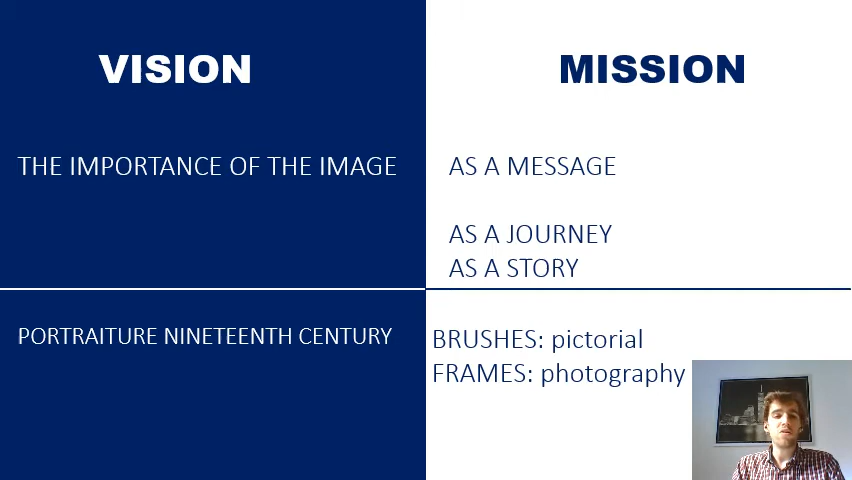 VISION
THE IMPORTANCE OF THE IMAGE
PORTRAITURE NINETEENTH CENTURY
MISSION
AS A MESSAGE
AS A JOURNEY
AS A STORY
BRUSHES: pictorial
FRAMES: photography